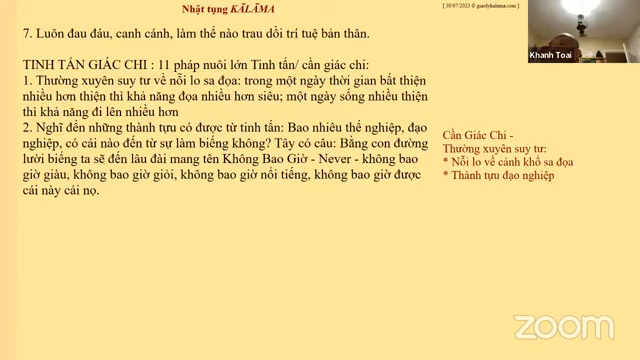 Nhật tụng KĀLĀMA
[ 30/07/2023 © giaolykalama.com ]
7. Luôn đau đáu, canh cánh, làm thế nào trau dồi trí tuệ bản thân.
TINH TẤN GIÁC CHI : 11 pháp nuôi lớn Tinh tấn/ cần giác chi:
1. Thường xuyên suy tư về nỗi lo sa đọa: trong một ngày thời gian bất thiện
nhiều hơn thiện thì khả năng đọa nhiều hơn siêu; một ngày sống nhiều thiện
thì khả năng đi lên nhiều hơn
2. Nghĩ đến những thành tựu có được từ tinh tấn: Bao nhiêu thế nghiệp, đạo
nghiệp, có cái nào đến từ sự làm biếng không? Tây có câu: Bằng con đường
lười biếng ta sẽ đến lâu đài mang tên Không Bao Giờ - Never - không bao
giờ giàu, không bao giờ giỏi, không bao giờ nổi tiếng, không bao giờ được
cái này cái nọ.
Cần Giác Chi -
Thường xuyên suy tư:
* Nỗi lo về cảnh khổ sa đọa
* Thành tựu đạo nghiệp
Khanh Toai
zoom